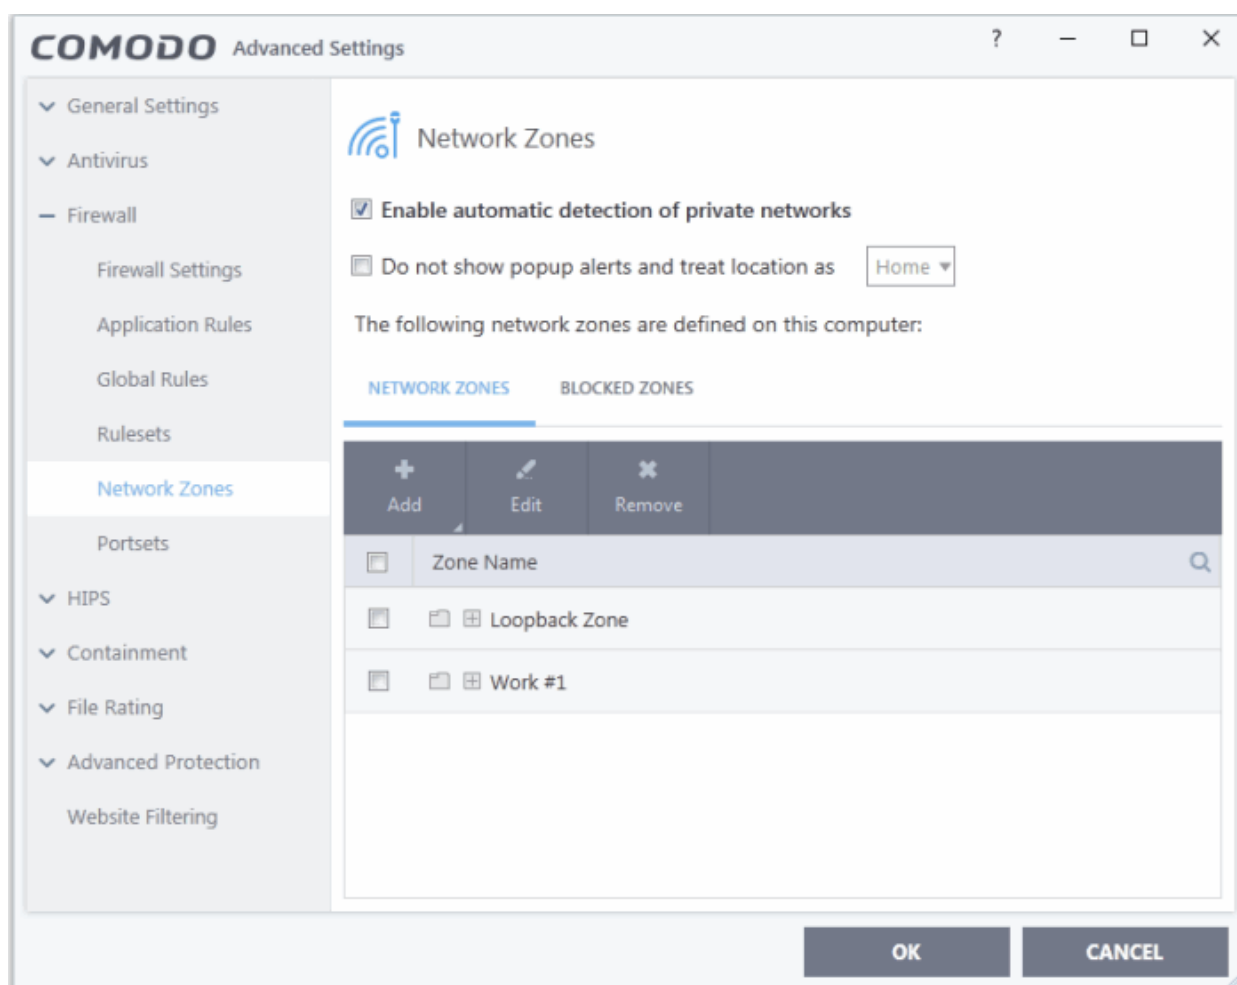 COMODO Advanced Settings ?
General Settings
Antivirus
Firewall
Firewall Settings
Application Rules
Global Rules
Rulesets
Network Zones
Portsets
HIPS
Containment
File Rating
Advanced Protection
Website Filtering
Network Zones
Enable automatic detection of private networks
Do not show popup alerts and treat location as Home
The following network zones are defined on this computer:
NETWORK ZONES BLOCKED ZONES
Add Edit Remove
Zone Name
Loopback Zone
Work #1
OK CANCEL